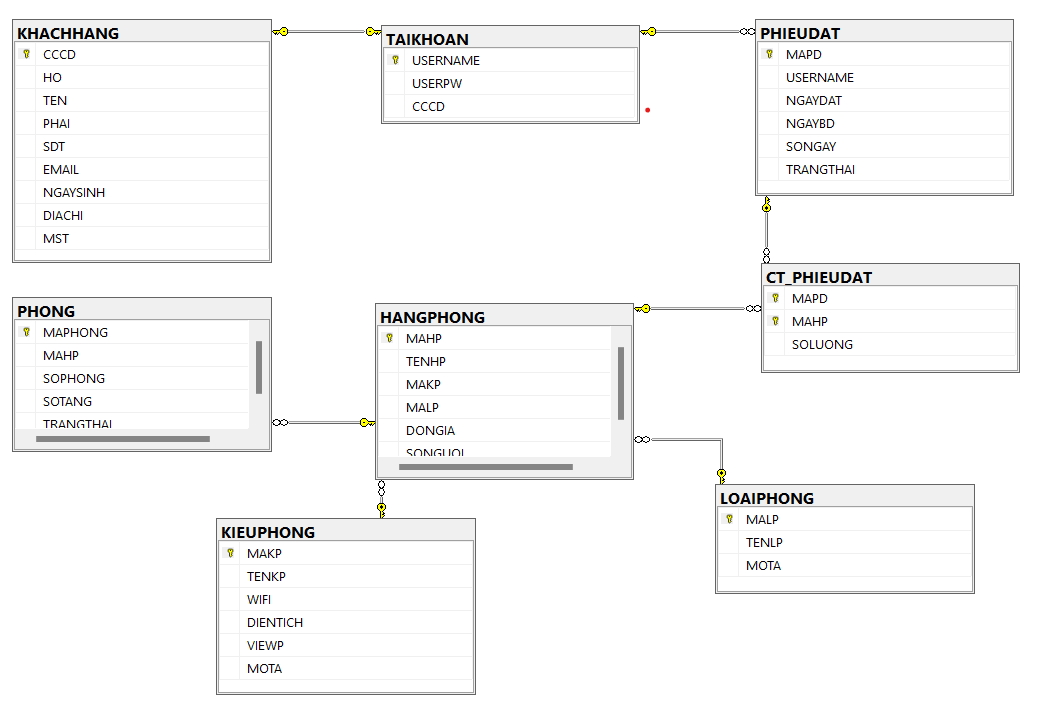 KHACHHANG
CCCD
HO
TEN
PHAI
SDT
EMAIL
NGAYSINH
DIACHI
MST
TAIKHOAN
USERNAME
USERPW
CCCD
PHIEUDAT
MAPD
USERNAME
NGAYDAT
NGAYBD
SONGAY
TRANGTHAI
CT_PHIEUDAT
MAPD
MAHP
SOLUONG
PHONG
MAPHONG
MAHP
SOPHONG
SOTANG
TRANGTHAI
HANGPHONG
MAHP
TENHP
MAKP
MALP
DONGIA
SONGUOI
LOAIPHONG
MALP
TENLP
MOTA
KIEUPHONG
MAKP
TENKP
WIFI
DIENTICH
VIEWP
MOTA